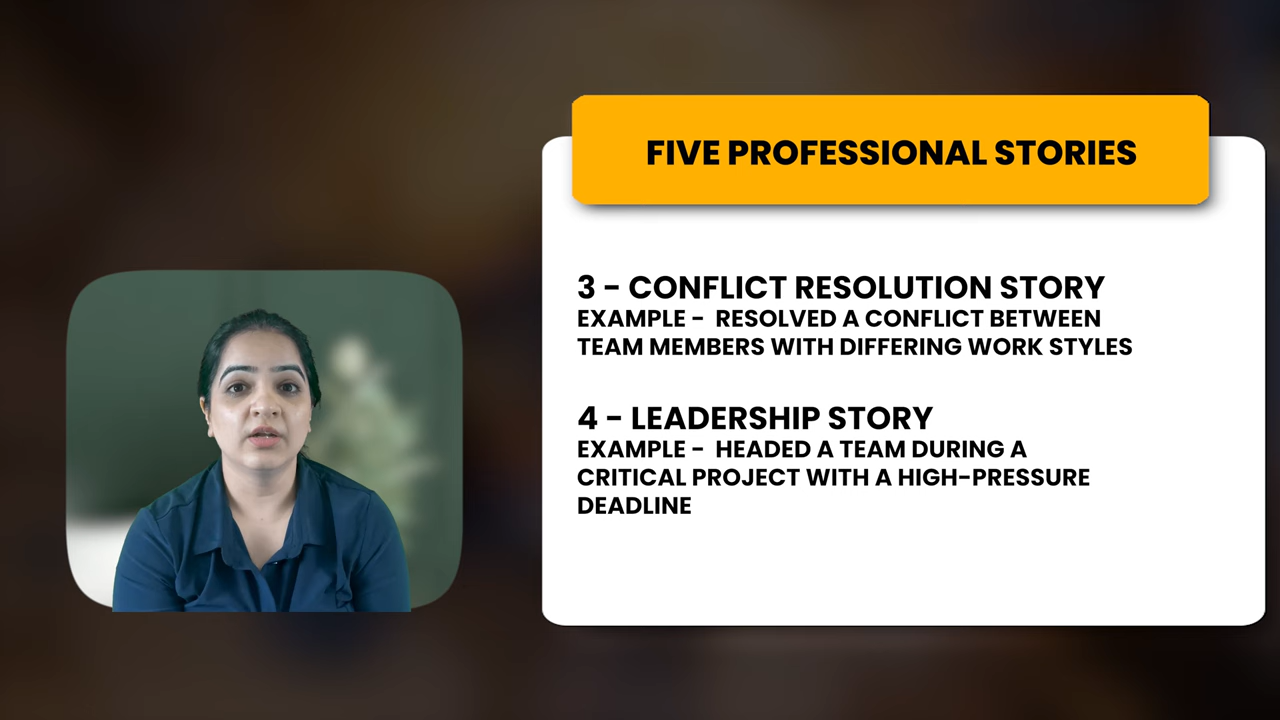 FIVE PROFESSIONAL STORIES
3 - CONFLICT RESOLUTION STORY
EXAMPLE - RESOLVED A CONFLICT BETWEEN
TEAM MEMBERS WITH DIFFERING WORK STYLES
4 - LEADERSHIP STORY
EXAMPLE - HEADED A TEAM DURING A
CRITICAL PROJECT WITH A HIGH-PRESSURE
DEADLINE